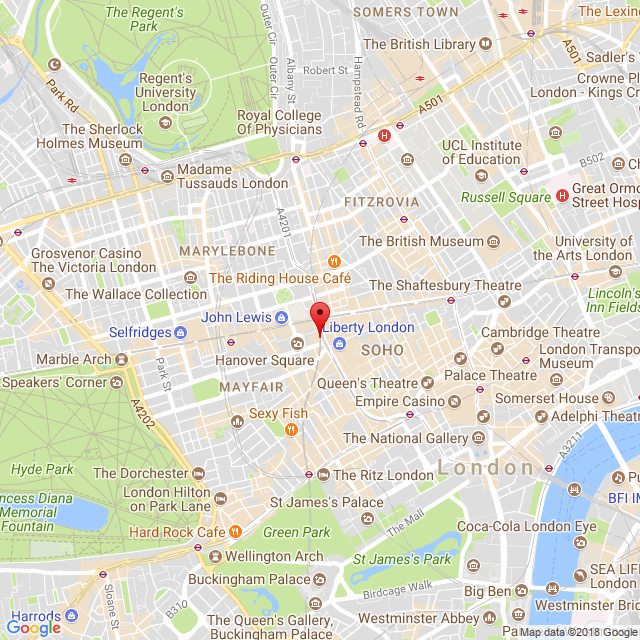 The Regent's
Park
Outer Cir
Outer Cir
Albany St
SOMERS TOWN
The Lexin
The British Library
A501
Sadler's
Robert St
Hampstead Rd
Crowne Pl
London - Kings C
Regent's
University
London
Park Rd
Royal College
Of Physicians
A501
The Sherlock
Holmes Museum
UCL Institute
of Education
B502
Ch
Madame
Tussauds London
Great Ormo
Street Hosp
Russell Square
FITZROVIA
A4201
MARYLEBONE
The British Museum
University of
the Arts London
Grosvenor Casino
The Victoria London
The Riding House Café
The Wallace Collection
The Shaftesbury Theatre
Lincoln's
Inn Fields
John Lewis
Selfridges
Liberty London
Cambridge Theatre
SOHO
Hanover Square
Marble Arch
London Transpo
Museum
Palace Theatre
Speakers' Corner
Park St
MAYFAIR
Queen's Theatre
Empire Casino
Somerset House
A4202
Sexy Fish
Adelphi Theat
The National Gallery
A3211
London
Hyde Park
The Dorchester
The Ritz London
BFI IM
London Hilton
on Park Lane
incess Diana
Memorial
Fountain
St James's Palace
The Mall
Coca-Cola London Eye
Hard Rock Cafe
Green Park
Wellington Arch
St James's Park
Buckingham Palace
Birdcage Walk
Big Ben
SEA LIF
London
Westminster Brid
Harrods
Sloane St
B310
The Queen's Gallery,
Buckingham Palace
Westminster Abbey
Google
Map data ©2018 Google